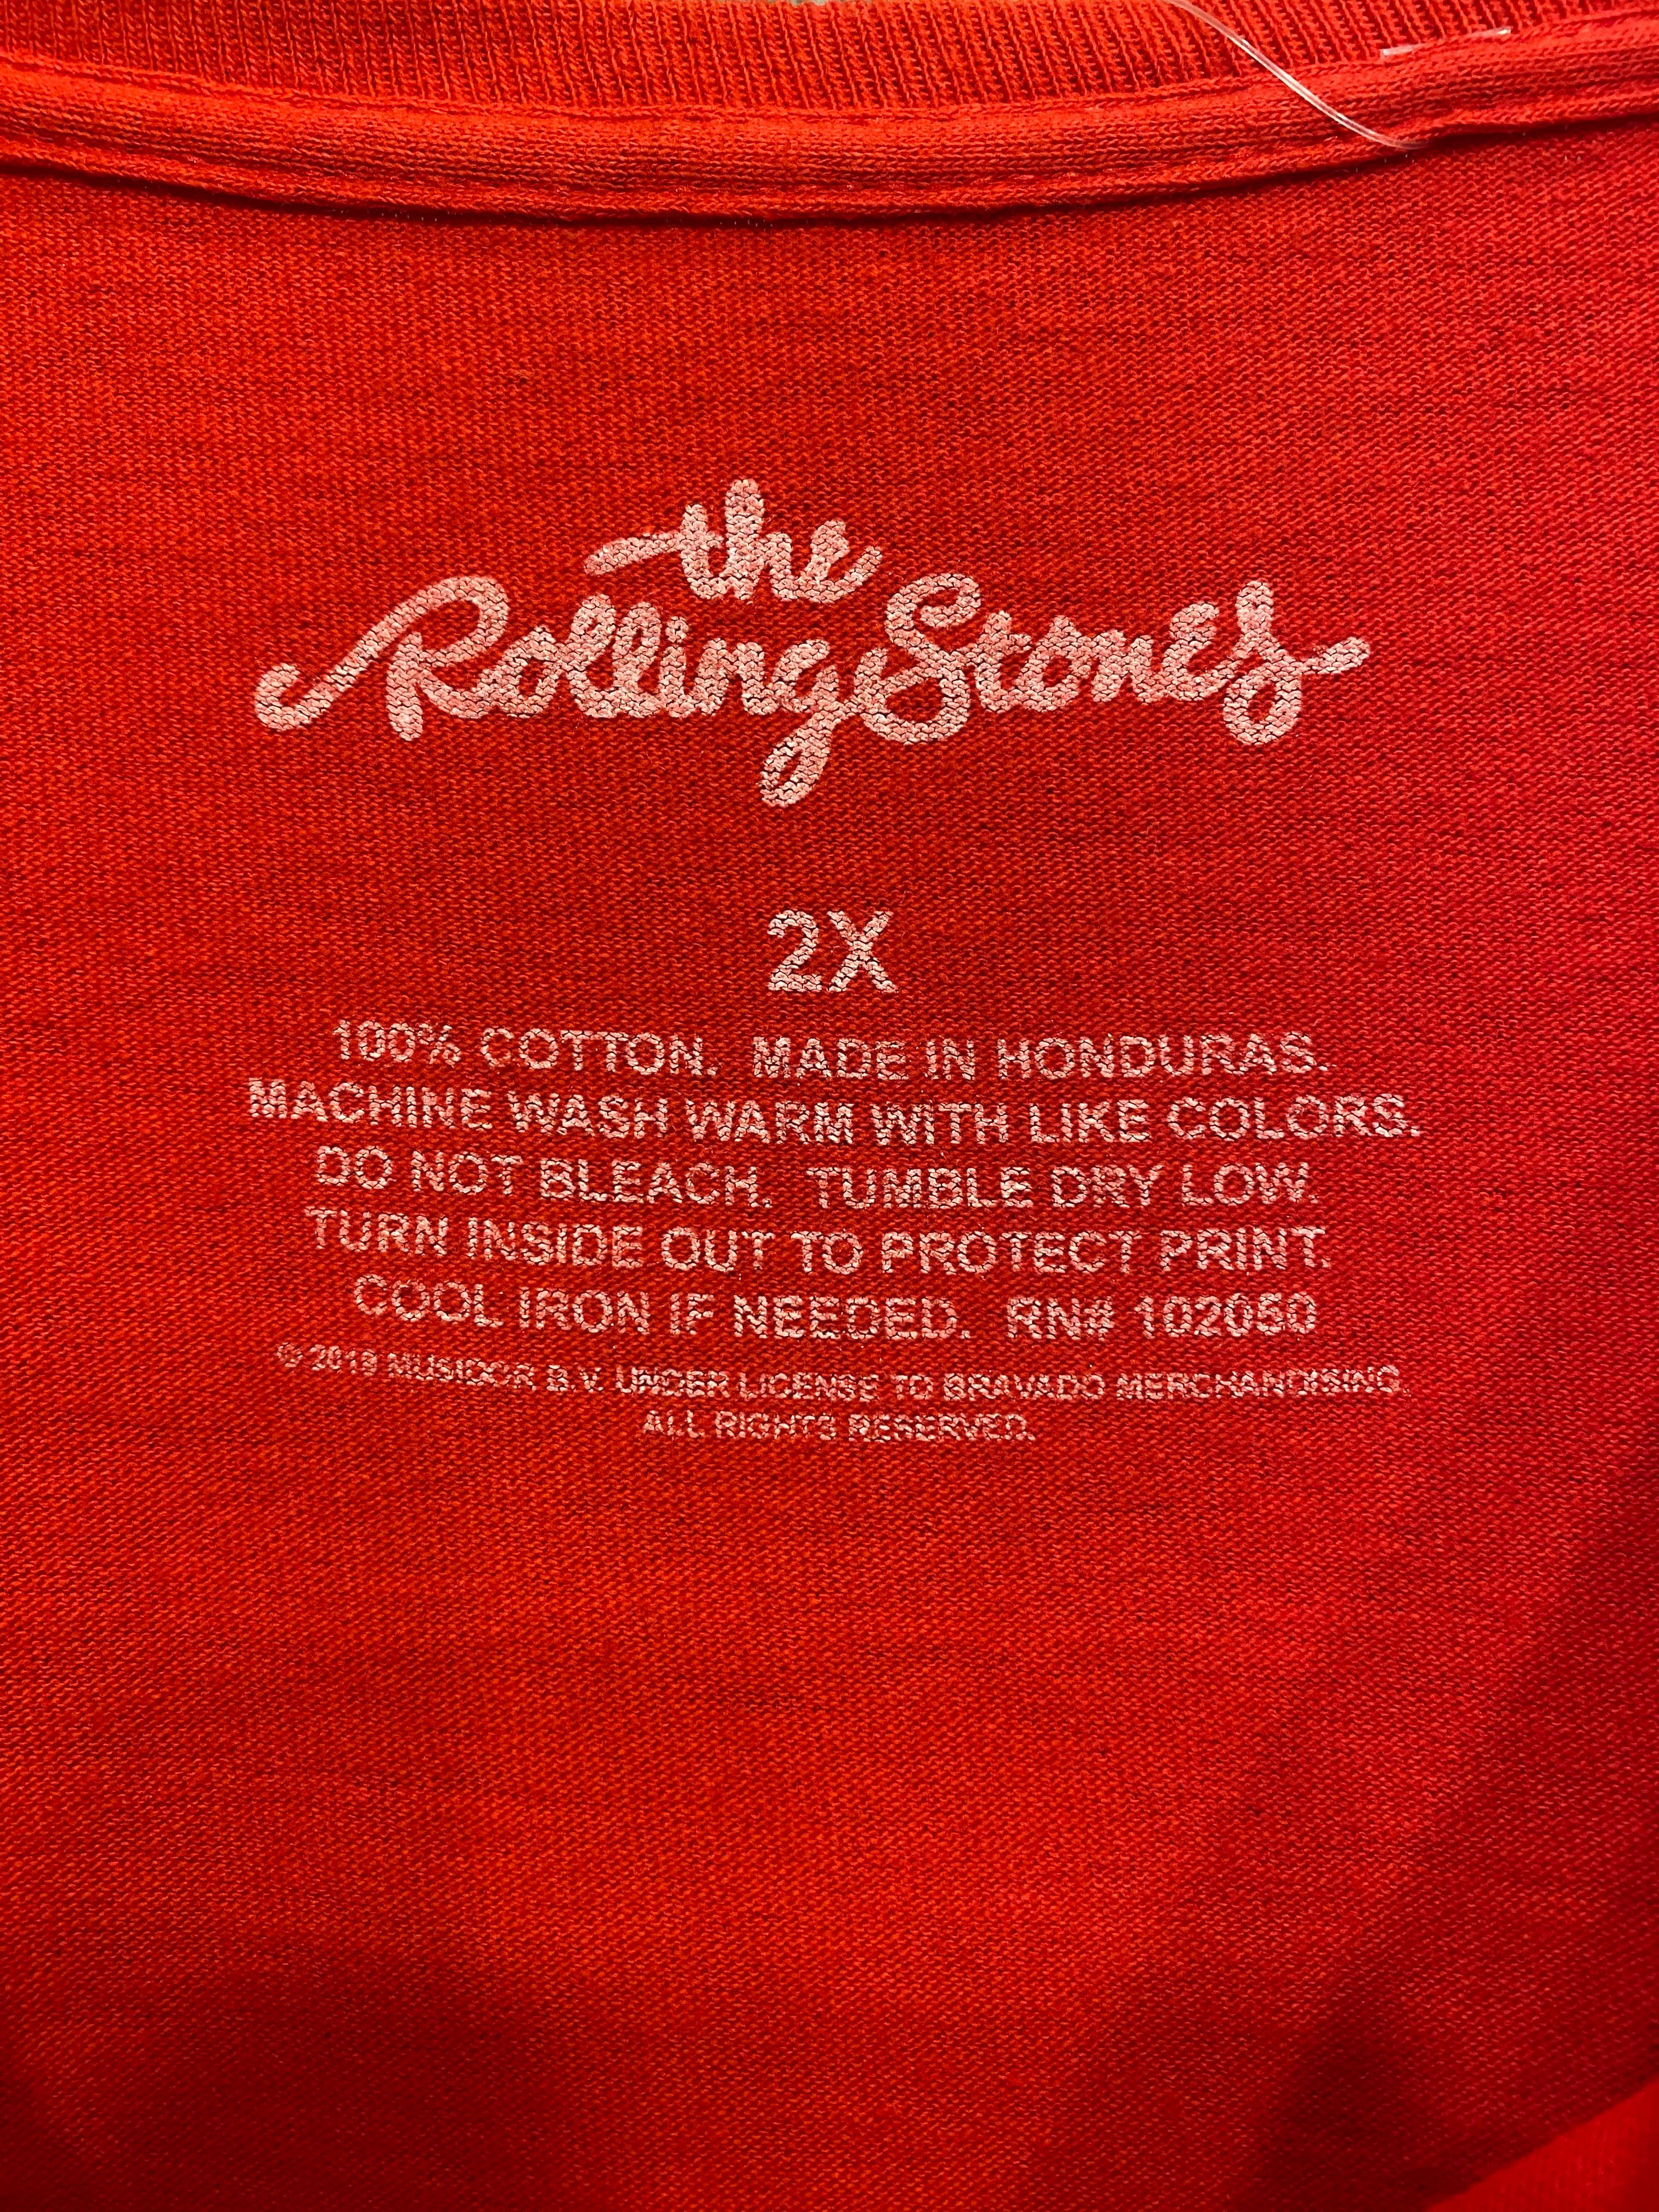 the
Rolling Stones
2X
100% COTTON. MADE IN HONDURAS.
MACHINE WASH WARM WITH LIKE COLORS.
DO NOT BLEACH. TUMBLE DRY LOW.
TURN INSIDE OUT TO PROTECT PRINT.
COOL IRON IF NEEDED. RN# 102050
© 2019 MUSIDOR B.V. UNDER LICENSE TO BRAVADO MERCHANDISING.
ALL RIGHTS RESERVED.